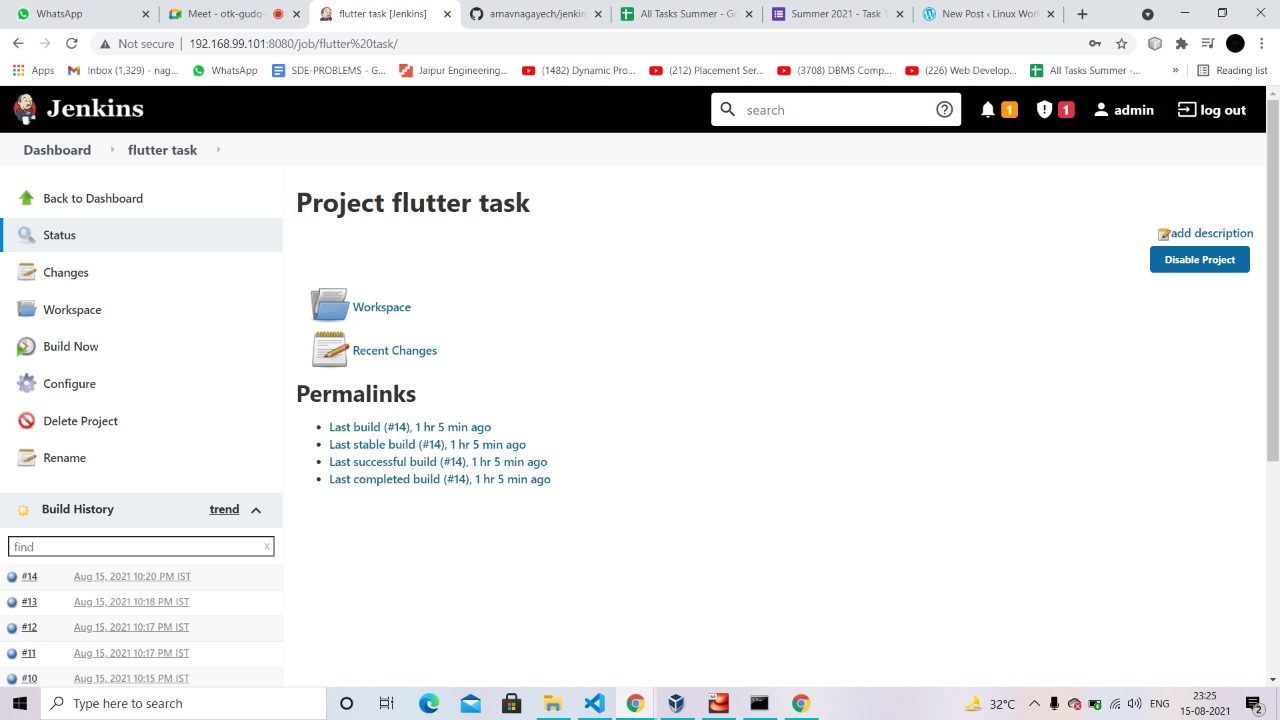 WhatsApp
Meet - gudq
flutter task [Jenkins]
armaannagayach/jenkin
All Tasks Summer - Go
Summer 2021 - Task 1
New Post ‹ Linux Wor
Not secure | 192.168.99.101:8080/job/flutter%20task/
Apps
Inbox (1,329) - nag...
WhatsApp
SDE-PROBLEMS - G...
Jaipur Engineering...
(1482) Dynamic Pro...
(212) Placement Ser...
(3708) DBMS Comp...
(226) Web Develop...
All Tasks Summer -...
»
Reading list
Jenkins
search
1
1
admin
log out
Dashboard
flutter task
Back to Dashboard
Status
Changes
Workspace
Build Now
Configure
Delete Project
Rename
Build History
trend
find
x
#14 Aug 15, 2021 10:20 PM IST
#13 Aug 15, 2021 10:18 PM IST
#12 Aug 15, 2021 10:17 PM IST
#11 Aug 15, 2021 10:17 PM IST
#10 Aug 15, 2021 10:15 PM IST
Project flutter task
add description
Disable Project
Workspace
Recent Changes
Permalinks
Last build (#14), 1 hr 5 min ago
Last stable build (#14), 1 hr 5 min ago
Last successful build (#14), 1 hr 5 min ago
Last completed build (#14), 1 hr 5 min ago
Type here to search
32°C
ENG
23:25
15-08-2021
2